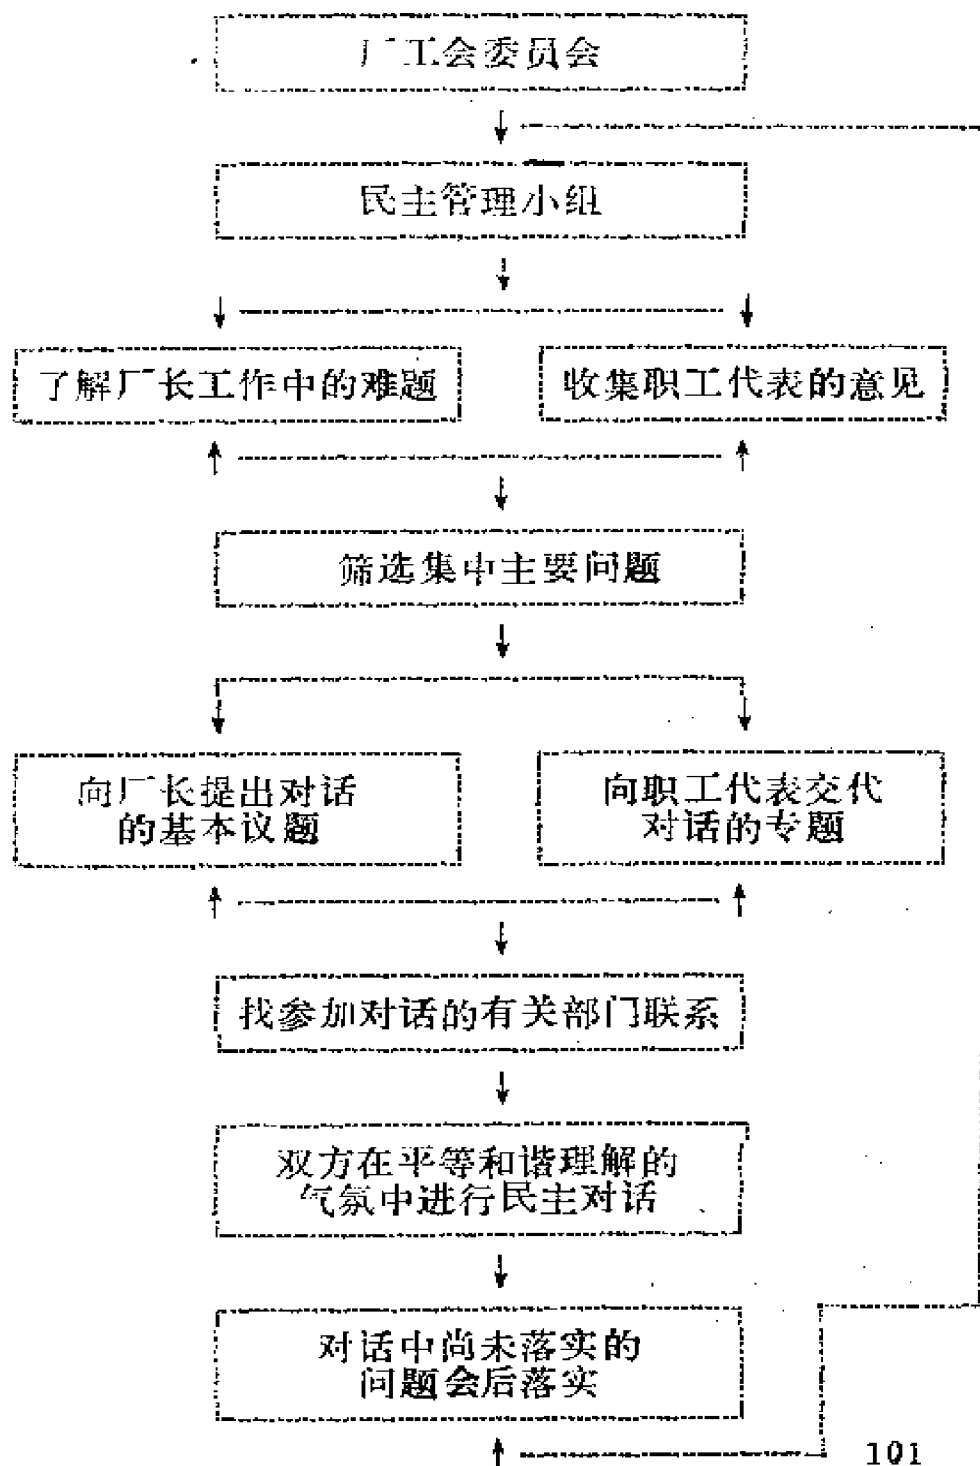 厂工会委员会
民主管理小组
了解厂长工作中的难题
收集职工代表的意见
筛选集中主要问题
向厂长提出对话
的基本议题
向职工代表交代
对话的专题
找参加对话的有关部门联系
双方在平等和谐理解的
气氛中进行民主对话
对话中尚未落实的
问题会后落实
101